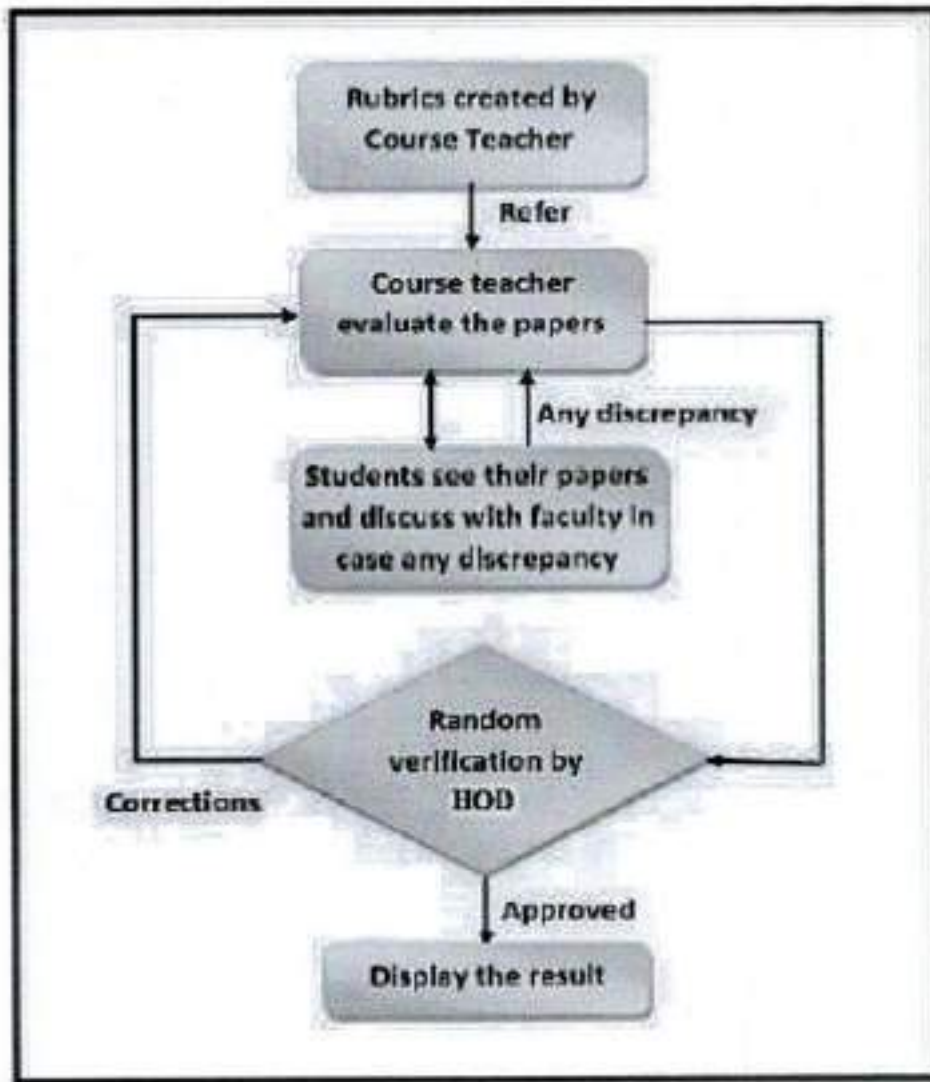 Rubrics created by
Course Teacher
Refer
Course teacher
evaluate the papers
Any discrepancy
Students see their papers
and discuss with faculty in
case any discrepancy
Random
verification by
HOD
Corrections
Approved
Display the result